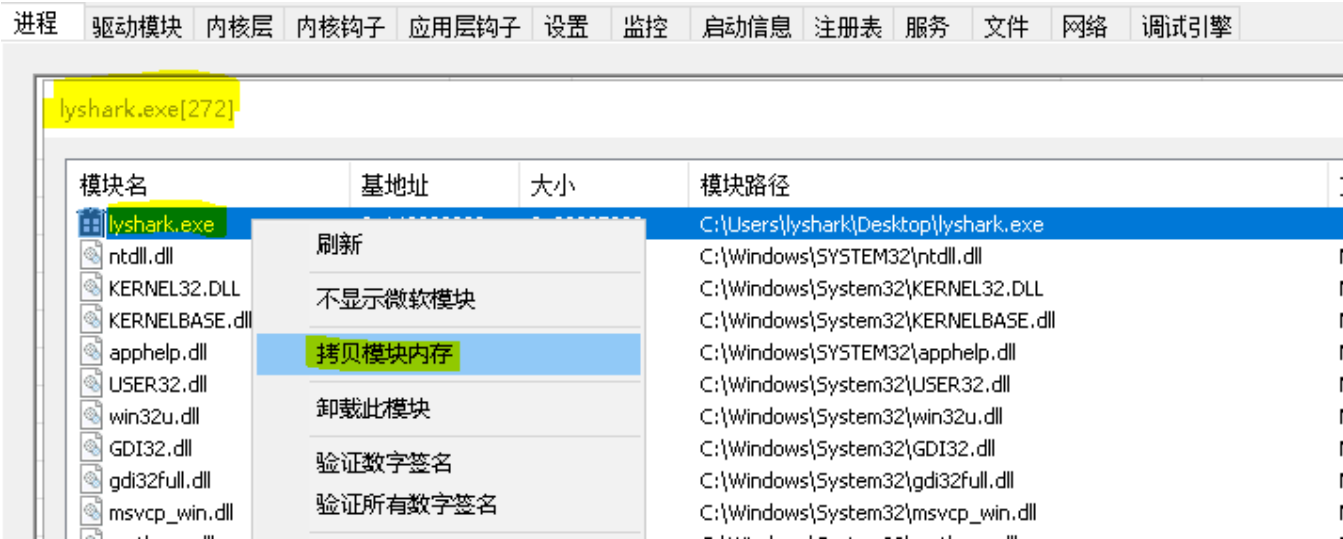 进程 驱动模块 内核层 内核钩子 应用层钩子 设置 监控 启动信息 注册表 服务 文件 网络 调试引擎
lyshark.exe[272]
模块名 基地址 大小 模块路径
lyshark.exe C:\Users\lyshark\Desktop\lyshark.exe
刷新
ntdll.dll C:\Windows\SYSTEM32\ntdll.dll
KERNEL32.DLL C:\Windows\System32\KERNEL32.DLL
不显示微软模块
KERNELBASE.dll C:\Windows\System32\KERNELBASE.dll
apphelp.dll 拷贝模块内存 C:\Windows\SYSTEM32\apphelp.dll
USER32.dll C:\Windows\System32\USER32.dll
win32u.dll 卸载此模块 C:\Windows\System32\win32u.dll
GDI32.dll C:\Windows\System32\GDI32.dll
验证数字签名
gdi32full.dll C:\Windows\System32\gdi32full.dll
验证所有数字签名
msvcp_win.dll C:\Windows\System32\msvcp_win.dll